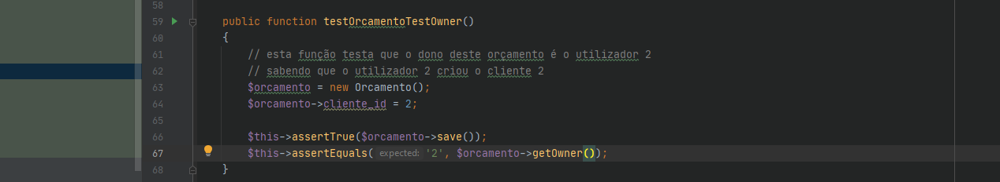 58
59 public function testOrcamentoTestOwner()
60 {
61 // esta função testa que o dono deste orçamento é o utilizador 2
62 // sabendo que o utilizador 2 criou o cliente 2
63 $orcamento = new Orcamento();
64 $orcamento->cliente_id = 2;
65
66 $this->assertTrue($orcamento->save());
67 $this->assertEquals( expected: '2', $orcamento->getOwner());
68 }